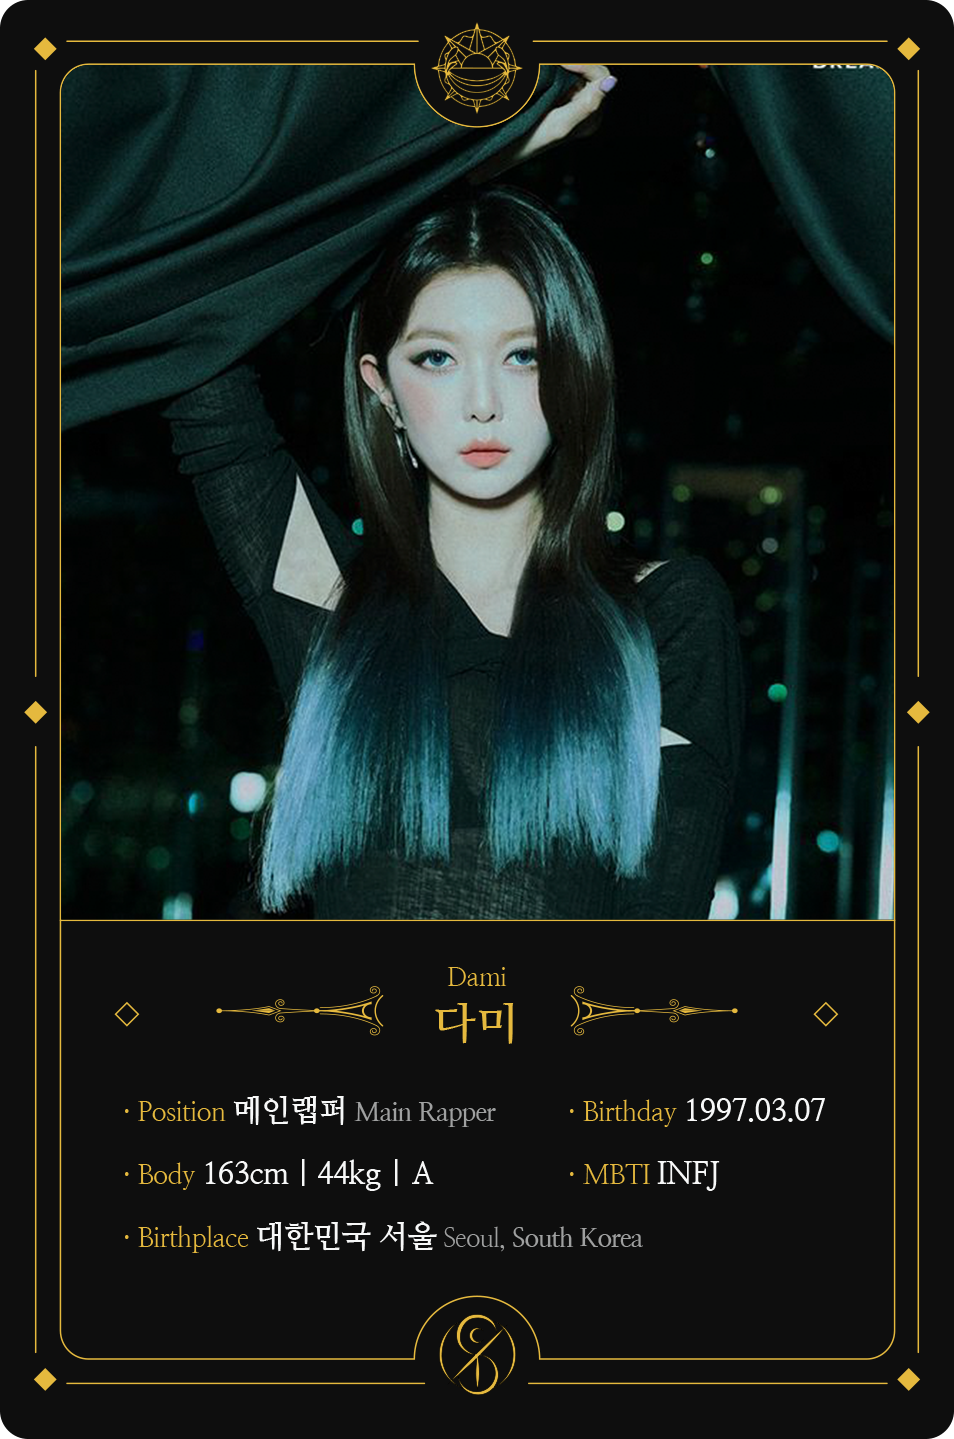 Dami
다미
· Position 메인랩퍼 Main Rapper
· Birthday 1997.03.07
· Body 163cm | 44kg | A
· MBTI INFJ
· Birthplace 대한민국 서울 Seoul, South Korea